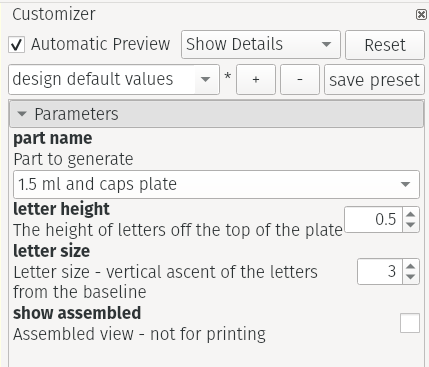 Customizer
Automatic Preview Show Details Reset
design default values * + - save preset
Parameters
part name
Part to generate
1.5 ml and caps plate
letter height
The height of letters off the top of the plate 0.5
letter size
Letter size - vertical ascent of the letters 3
from the baseline
show assembled
Assembled view - not for printing